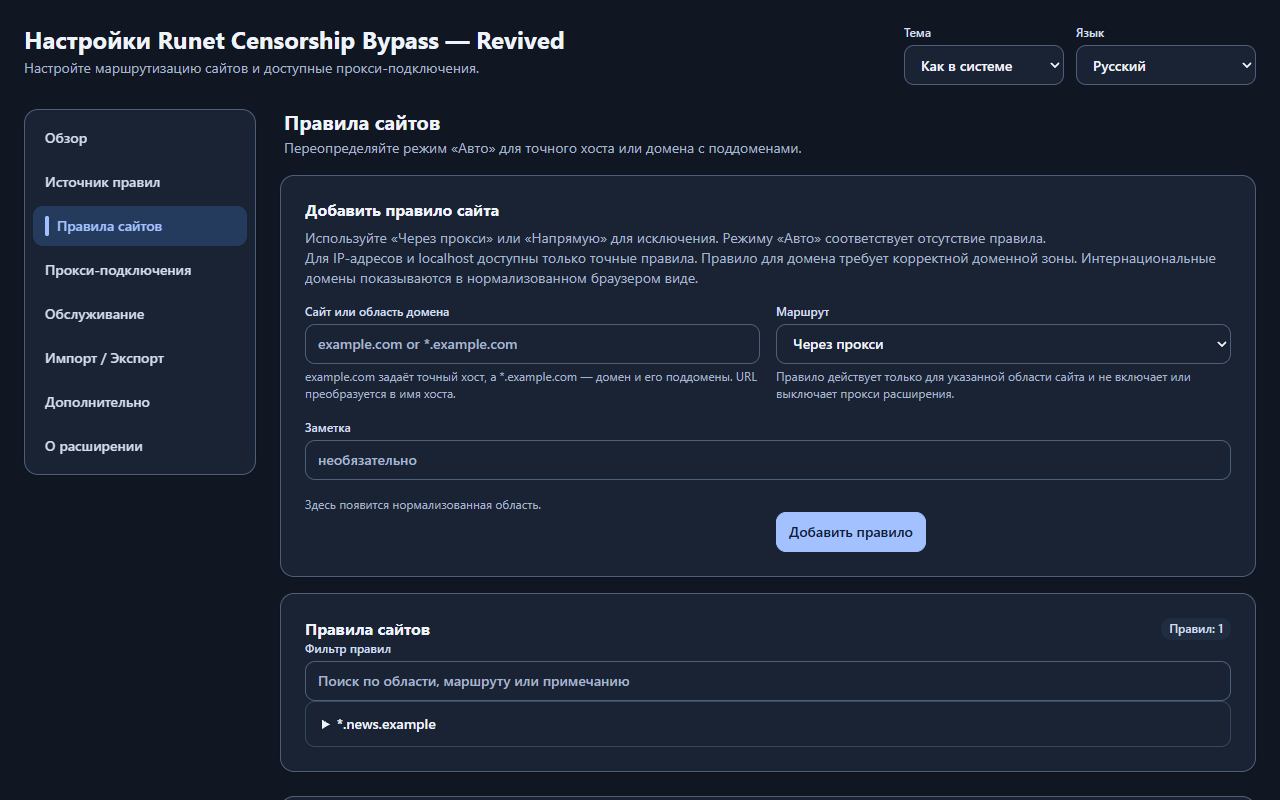 Настройки Runet Censorship Bypass — Revived
Настройте маршрутизацию сайтов и доступные прокси-подключения.
Тема
Как в системе
Язык
Русский
Обзор
Источник правил
Правила сайтов
Прокси-подключения
Обслуживание
Импорт / Экспорт
Дополнительно
О расширении
Правила сайтов
Переопределяйте режим «Авто» для точного хоста или домена с поддоменами.
Добавить правило сайта
Используйте «Через прокси» или «Напрямую» для исключения. Режиму «Авто» соответствует отсутствие правила.
Для IP-адресов и localhost доступны только точные правила. Правило для домена требует корректной доменной зоны. Интернациональные
домены показываются в нормализованном браузером виде.
Сайт или область домена
example.com or *.example.com
example.com задаёт точный хост, а *.example.com — домен и его поддомены. URL
преобразуется в имя хоста.
Маршрут
Через прокси
Правило действует только для указанной области сайта и не включает или
выключает прокси расширения.
Заметка
необязательно
Здесь появится нормализованная область.
Добавить правило
Правила сайтов
Правил: 1
Фильтр правил
Поиск по области, маршруту или примечанию
*.news.example